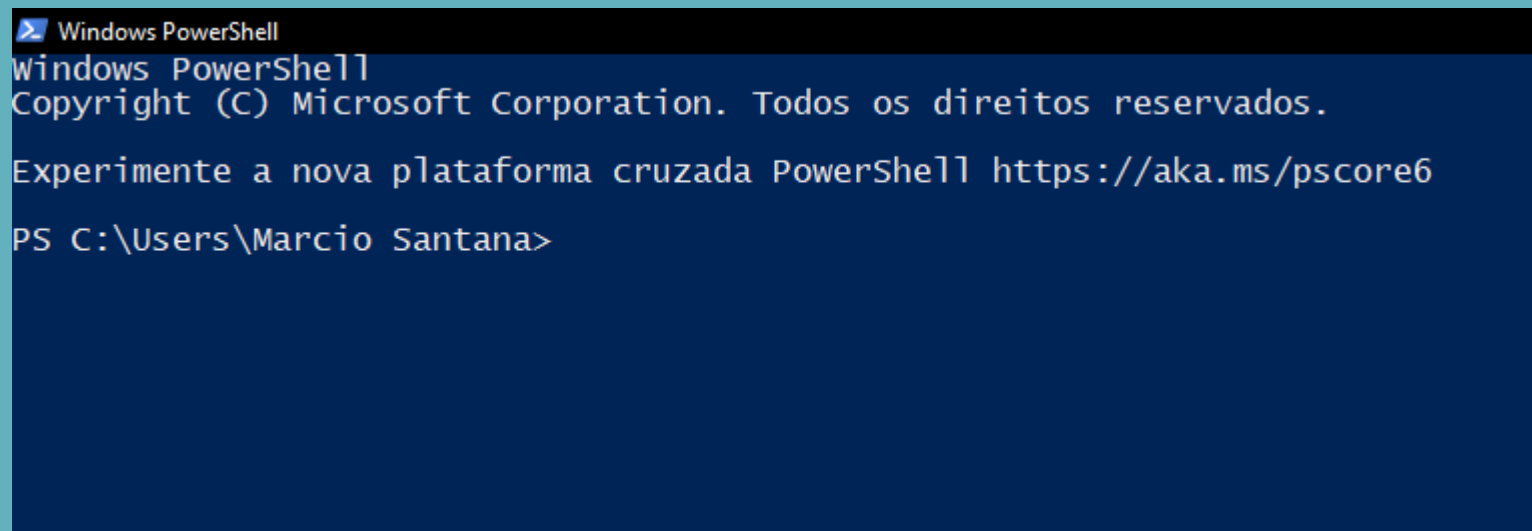 Windows PowerShell
Windows PowerShell
Copyright (C) Microsoft Corporation. Todos os direitos reservados.
Experimente a nova plataforma cruzada PowerShell https://aka.ms/pscore6
PS C:\Users\Marcio Santana>